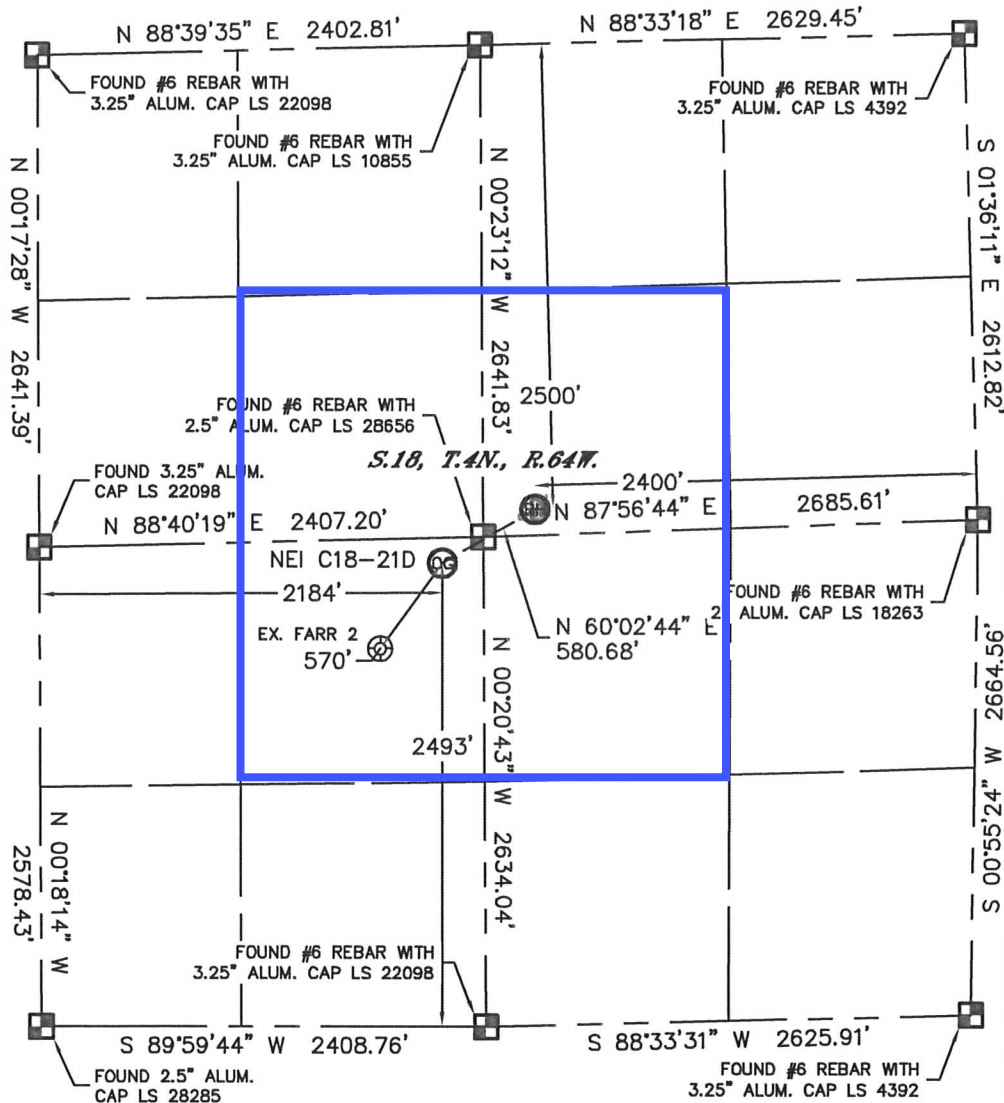 N 88°39'35" E 2402.81'
N 88°33'18" E 2629.45'
FOUND #6 REBAR WITH
3.25" ALUM. CAP LS 22098
FOUND #6 REBAR WITH
3.25" ALUM. CAP LS 10855
FOUND #6 REBAR WITH
3.25" ALUM. CAP LS 4392
N 00°17'28" W 2641.39'
N 00°23'12" W 2641.83'
S 01°36'11" E 2612.82'
2500'
FOUND #6 REBAR WITH
2.5" ALUM. CAP LS 28656
S.18, T.4N., R.64W.
FOUND 3.25" ALUM.
CAP LS 22098
2400'
N 88°40'19" E 2407.20'
BH
N 87°56'44" E 2685.61'
NEI C18-21D
OG
2184'
FOUND #6 REBAR WITH
2" ALUM. CAP LS 18263
EX. FARR 2
570'
N 60°02'44" E
580.68'
N 00°20'43" W 2634.04'
2493'
S 00°55'24" W 2664.56'
N 00°18'14" W
2578.43'
FOUND #6 REBAR WITH
3.25" ALUM. CAP LS 22098
S 89°59'44" W 2408.76'
S 88°33'31" W 2625.91'
FOUND 2.5" ALUM.
CAP LS 28285
FOUND #6 REBAR WITH
3.25" ALUM. CAP LS 4392